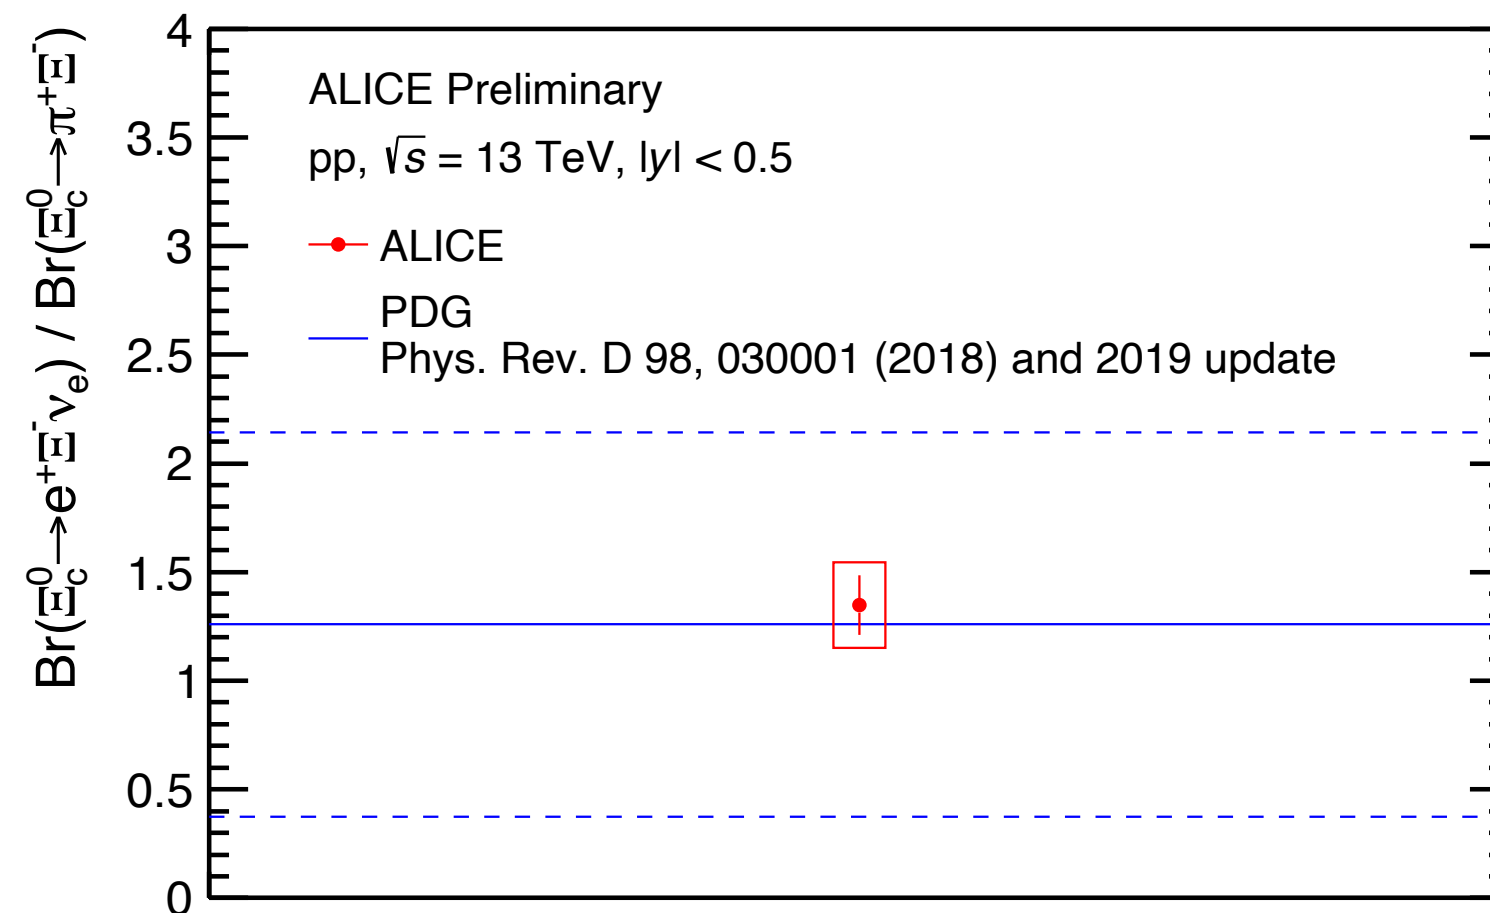 Br(Ξc0→e+Ξ-νe) / Br(Ξc0→π+Ξ-)
4
3.5
3
2.5
2
1.5
1
0.5
0
ALICE Preliminary
pp, √s = 13 TeV, |y| < 0.5
ALICE
PDG
Phys. Rev. D 98, 030001 (2018) and 2019 update